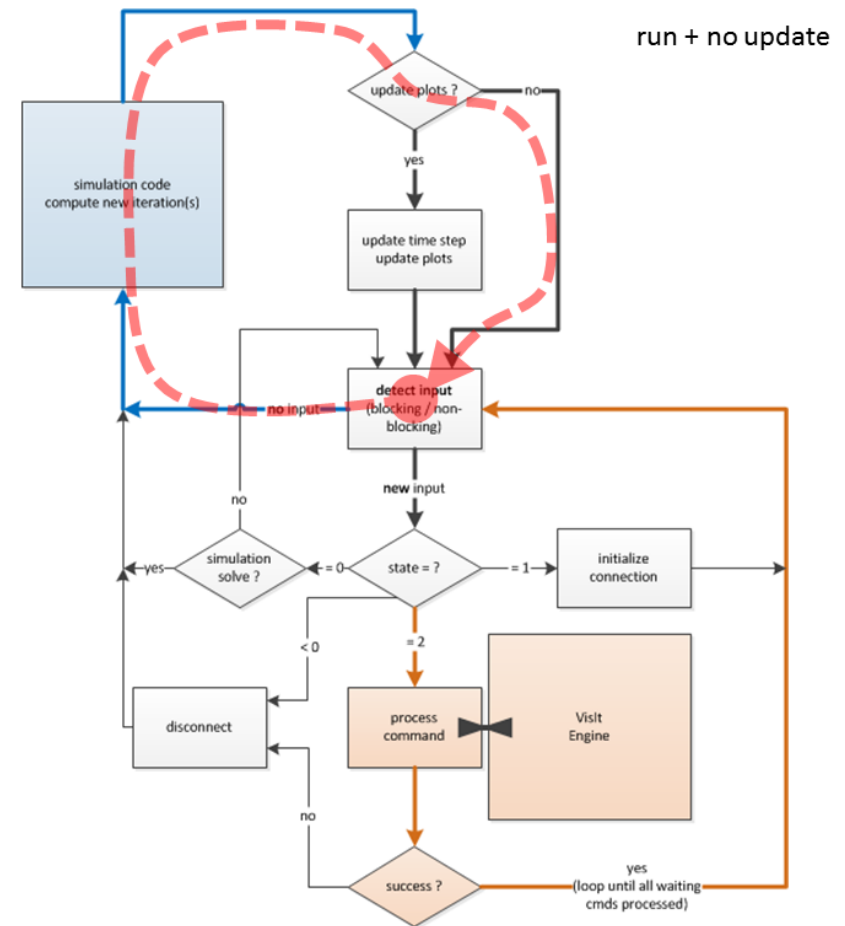 run + no update
update plots ?
no
yes
simulation code
compute new iteration(s)
update time step
update plots
detect input
(blocking / non-
blocking)
no input
new input
no
simulation
solve ?
yes
= 0
state = ?
= 1
initialize
connection
< 0
= 2
disconnect
process
command
VisIt
Engine
no
success ?
yes
(loop until all waiting
cmds processed)